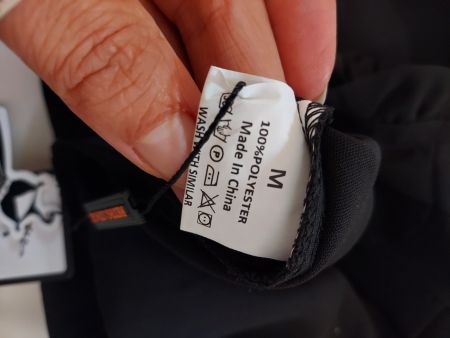 M
100%POLYESTER
Made In China
WASH WITH SIMILAR